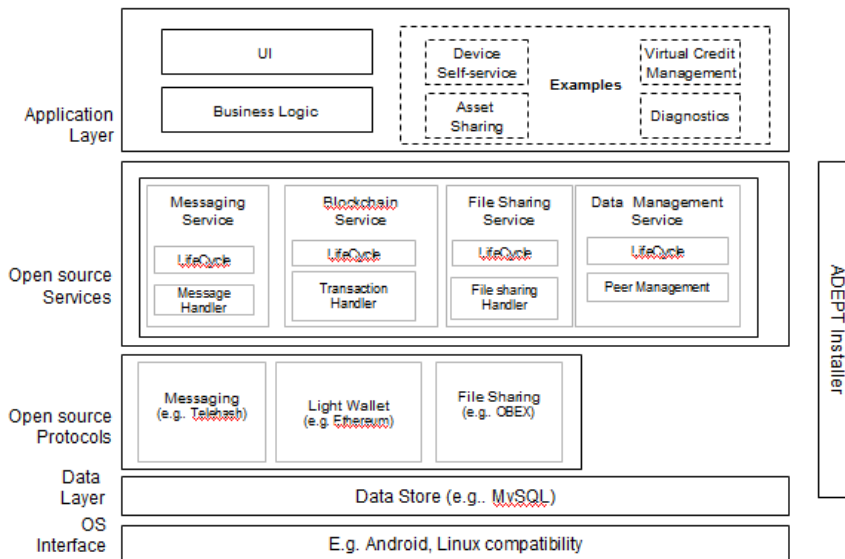 UI
Business Logic
Device
Self-service
Asset
Sharing
Examples
Virtual Credit
Management
Diagnostics
Application
Layer
Messaging
Service
LifeCycle
Message
Handler
Blockchain
Service
LifeCycle
Transaction
Handler
File Sharing
Service
LifeCycle
File sharing
Handler
Data Management
Service
LifeCycle
Peer Management
Open source
Services
ADEPT Installer
Messaging
(e.g.. Telehash)
Light Wallet
(e.g. Ethereum)
File Sharing
(e.g.. OBEX)
Open source
Protocols
Data
Layer
Data Store (e.g.. MySQL)
OS
Interface
E.g. Android, Linux compatibility